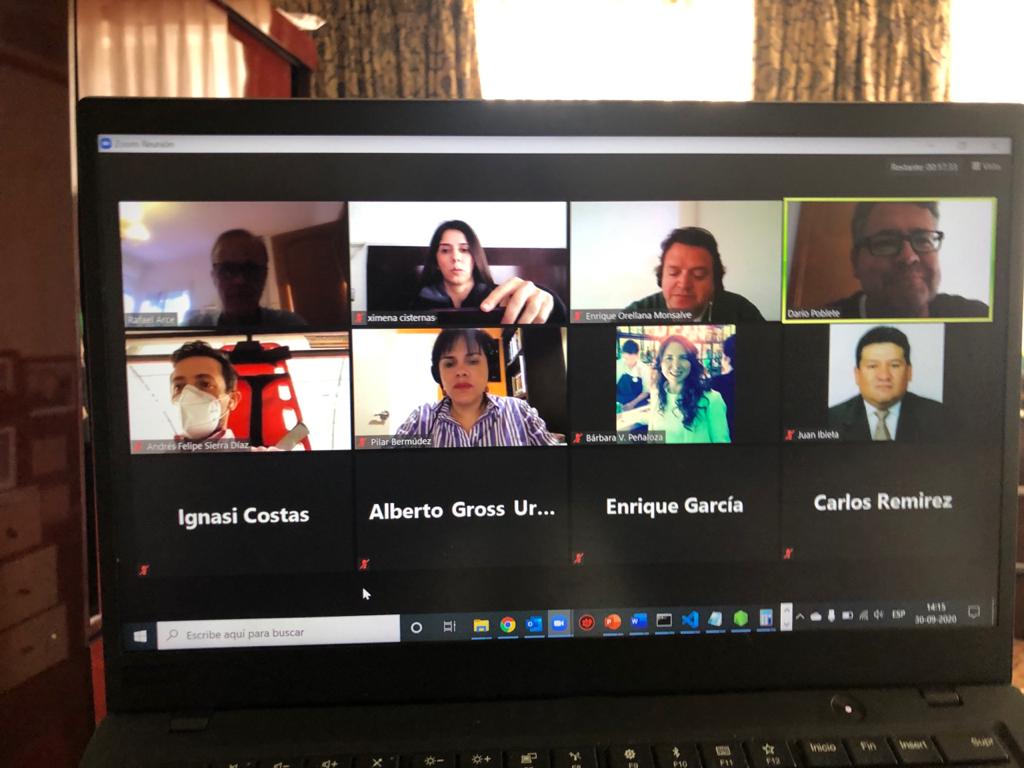 Zoom Reunión
Restante: 00:57:33
Vista
Rafael Arce
ximena cisternas
Enrique Orellana Monsalve
Dario Poblete
Andrés Felipe Sierra Díaz
Pilar Bermúdez
Bárbara V. Peñaloza
Juan Ibieta
Ignasi Costas
Alberto Gross Ur...
Enrique García
Carlos Remirez
Escribe aquí para buscar
ESP
14:15
30-09-2020
F9
F10
F11
F12
Inicio
Fin
Insert
Supr